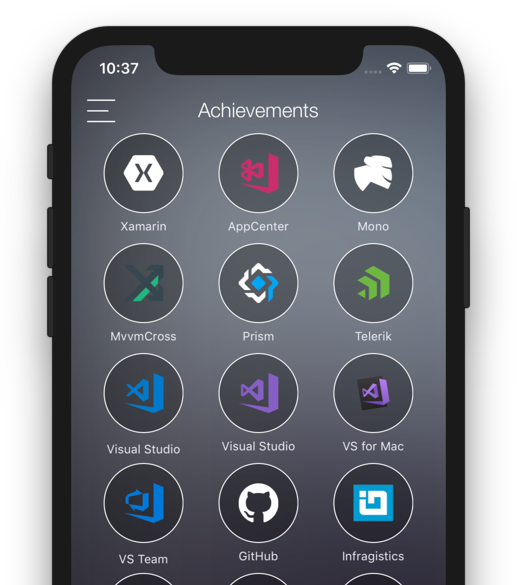 10:37
Achievements
Xamarin
AppCenter
Mono
MvvmCross
Prism
Telerik
Visual Studio
Visual Studio
VS for Mac
VS Team
GitHub
Infragistics